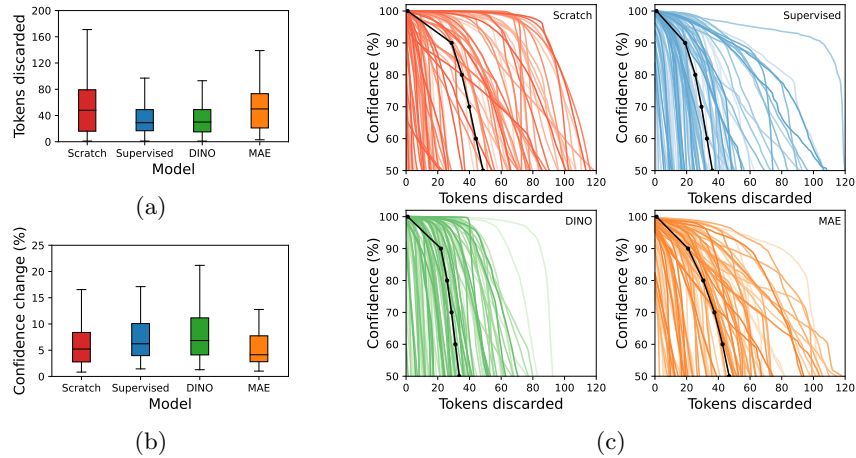 200
160
120
80
40
0
Tokens discarded
Scratch Supervised DINO MAE
Model
(a)
25
20
15
10
5
0
Confidence change (%)
Scratch Supervised DINO MAE
Model
(b)
Scratch
100
90
80
70
60
50
Confidence (%)
0 20 40 60 80 100 120
Tokens discarded
Supervised
100
90
80
70
60
50
Confidence (%)
0 20 40 60 80 100 120
Tokens discarded
DINO
100
90
80
70
60
50
Confidence (%)
0 20 40 60 80 100 120
Tokens discarded
MAE
100
90
80
70
60
50
Confidence (%)
0 20 40 60 80 100 120
Tokens discarded
(c)